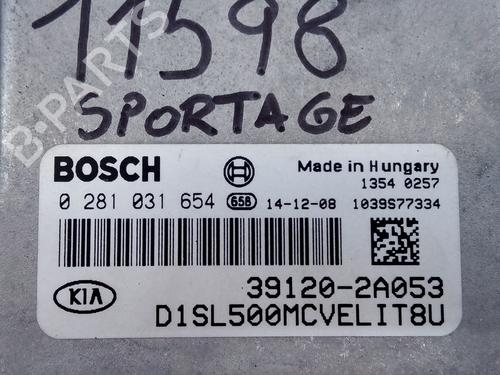 11598
SPORTAGE
B-PARTS
BOSCH
Made in Hungary
1354 0257
0 281 031 654 658 14-12-08 1039S77334
KIA
39120-2A053
D1SL500MCVELIT8U